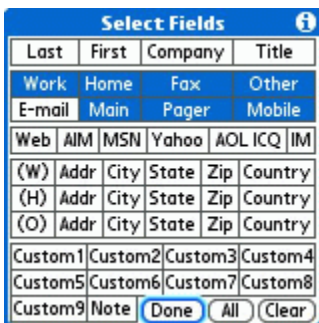 Select Fields
Last First Company Title
Work Home Fax Other
E-mail Main Pager Mobile
Web AIM MSN Yahoo AOL ICQ IM
(W) Addr City State Zip Country
(H) Addr City State Zip Country
(O) Addr City State Zip Country
Custom1 Custom2 Custom3 Custom4
Custom5 Custom6 Custom7 Custom8
Custom9 Note Done All Clear